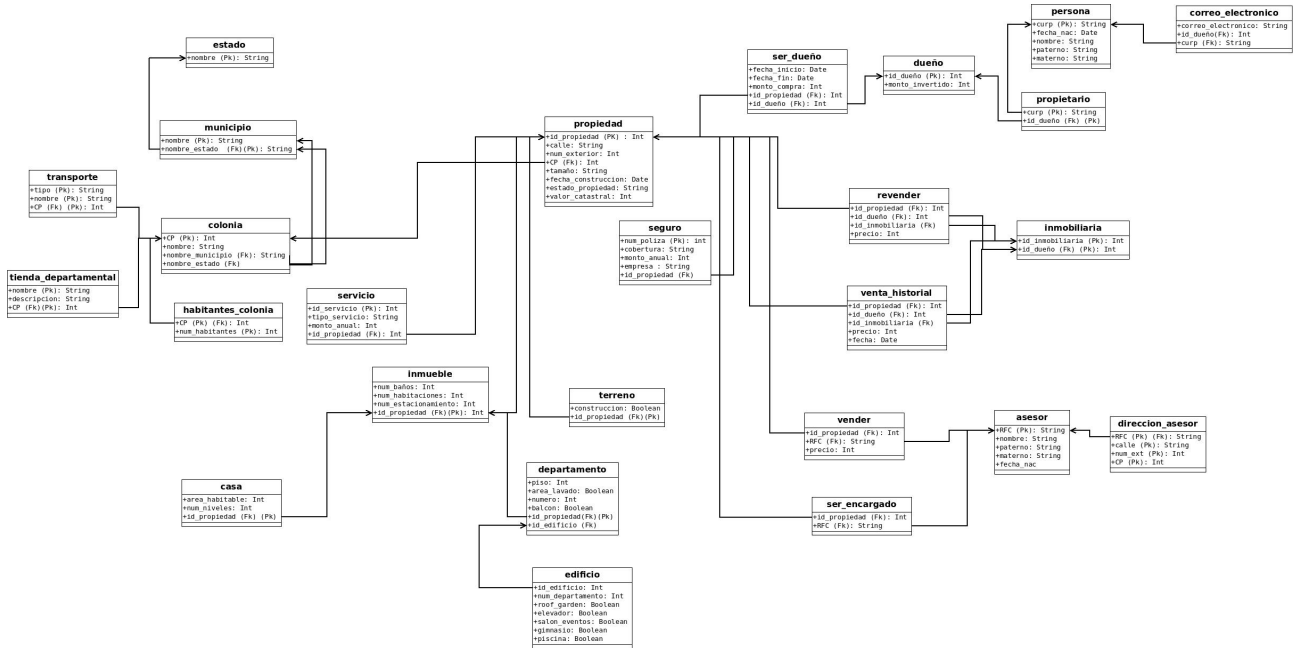 persona
+curp (Pk): String
+fecha_nac: Date
+nombre: String
+paterno: String
+materno: String
correo_electronico
+correo_electronico: String
+id_dueño(Fk): Int
+curp (Fk): String
estado
+nombre (Pk): String
ser_dueño
+fecha_inicio: Date
+fecha_fin: Date
+monto_compra: Int
+id_propiedad (Fk): Int
+id_dueño (Fk): Int
dueño
+id_dueño (Pk): Int
+monto_invertido: Int
propietario
+curp (Pk): String
+id_dueño (Fk) (Pk)
municipio
+nombre (Pk): String
+nombre_estado  (Fk)(Pk): String
propiedad
+id_propiedad (PK) : Int
+calle: String
+num_exterior: Int
+CP (Fk): Int
+tamaño: String
+fecha_construccion: Date
+estado_propiedad: String
+valor_catastral: Int
transporte
+tipo (Pk): String
+nombre (Pk): String
+CP (Fk) (Pk): Int
colonia
+CP (Pk): Int
+nombre: String
+nombre_municipio (Fk): String
+nombre_estado (Fk)
revender
+id_propiedad (Fk): Int
+id_dueño (Fk): Int
+id_inmobiliaria (Fk)
+precio: Int
inmobiliaria
+id_inmobiliaria (Pk): Int
+id_dueño (Fk) (Pk): Int
seguro
+num_poliza (Pk): int
+cobertura: String
+monto_anual: Int
+empresa : String
+id_propiedad (Fk)
tienda_departamental
+nombre (Pk): String
+descripcion: String
+CP (Fk)(Pk): Int
habitantes_colonia
+CP (Pk) (Fk): Int
+num_habitantes (Pk): Int
servicio
+id_servicio (Pk): Int
+tipo_servicio: String
+monto_anual: Int
+id_propiedad (Fk): Int
venta_historial
+id_propiedad (Fk): Int
+id_dueño (Fk): Int
+id_inmobiliaria (Fk)
+precio: Int
+fecha: Date
inmueble
+num_baños: Int
+num_habitaciones: Int
+num_estacionamiento: Int
+id_propiedad (Fk)(Pk): Int
terreno
+construccion: Boolean
+id_propiedad (Fk)(Pk)
vender
+id_propiedad (Fk): Int
+RFC (Fk): String
+precio: Int
asesor
+RFC (Pk): String
+nombre: String
+paterno: String
+materno: String
+fecha_nac
direccion_asesor
+RFC (Pk) (Fk): String
+calle (Pk): String
+num_ext (Pk): Int
+CP (Pk): Int
casa
+area_habitable: Int
+num_niveles: Int
+id_propiedad (Fk) (Pk)
departamento
+piso: Int
+area_lavado: Boolean
+numero: Int
+balcon: Boolean
+id_propiedad(Fk)(Pk)
+id_edificio (Fk)
ser_encargado
+id_propiedad (Fk): Int
+RFC (Fk): String
edificio
+id_edificio: Int
+num_departamento: Int
+roof_garden: Boolean
+elevador: Boolean
+salon_eventos: Boolean
+gimnasio: Boolean
+piscina: Boolean